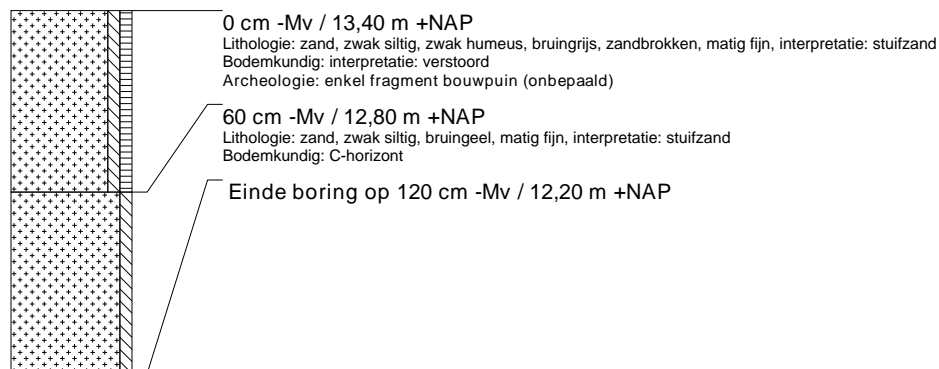 0 cm -Mv / 13,40 m +NAP
Lithologie: zand, zwak siltig, zwak humeus, bruingrijs, zandbrokken, matig fijn, interpretatie: stuifzand
Bodemkundig: interpretatie: verstoord
Archeologie: enkel fragment bouwpuin (onbepaald)
60 cm -Mv / 12,80 m +NAP
Lithologie: zand, zwak siltig, bruingeel, matig fijn, interpretatie: stuifzand
Bodemkundig: C-horizont
Einde boring op 120 cm -Mv / 12,20 m +NAP